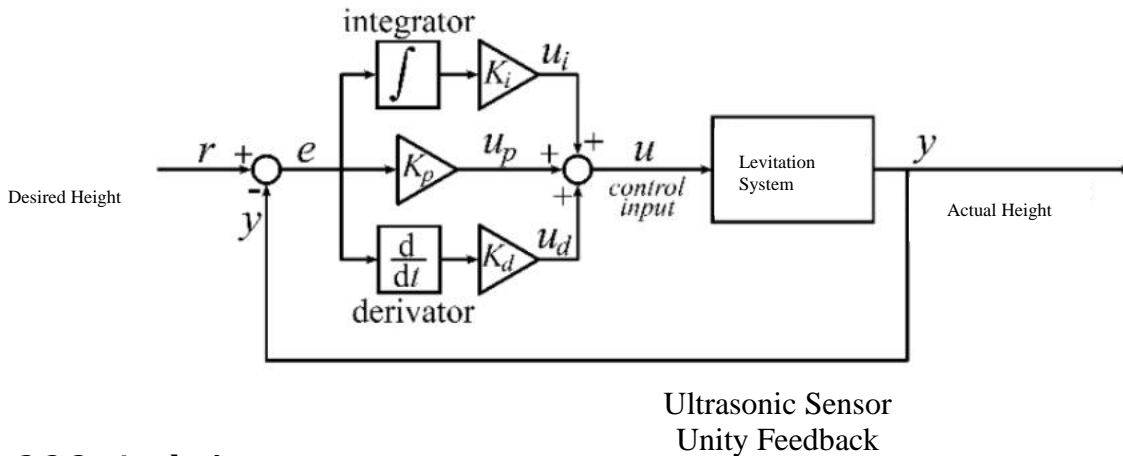 integrator
∫
K_i
u_i
+
r
+
e
K_p
u_p
+
u
Levitation
System
y
Desired Height
-
y
+
control
input
Actual Height
d
dt
K_d
u_d
derivator
Ultrasonic Sensor
Unity Feedback